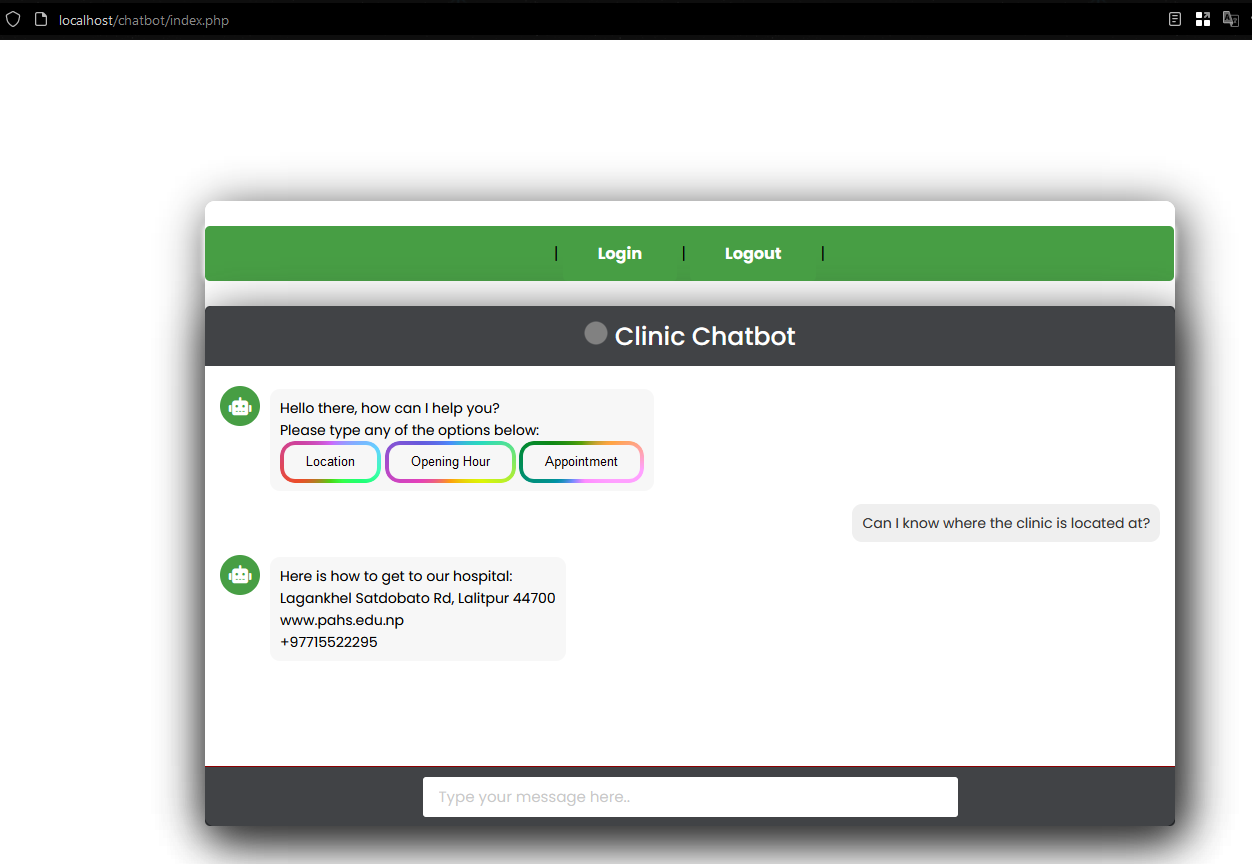 localhost/chatbot/index.php
| Login | Logout |
Clinic Chatbot
Hello there, how can I help you?
Please type any of the options below:
Location Opening Hour Appointment
Can I know where the clinic is located at?
Here is how to get to our hospital:
Lagankhel Satdobato Rd, Lalitpur 44700
www.pahs.edu.np
+97715522295
Type your message here..